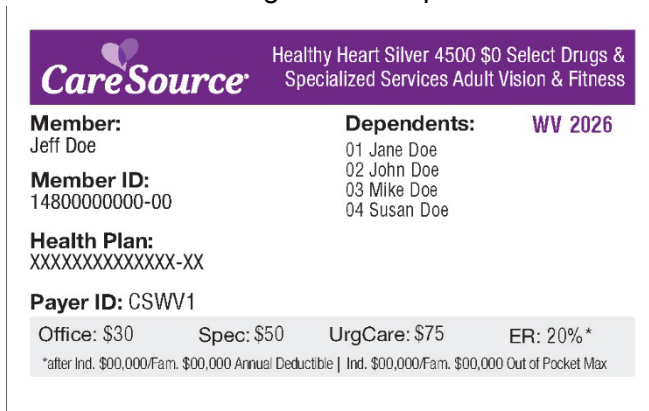 CareSource
Healthy Heart Silver 4500 $0 Select Drugs &
Specialized Services Adult Vision & Fitness
Member:
Jeff Doe
Member ID:
14800000000-00
Health Plan:
XXXXXXXXXXXXXX-XX
Payer ID: CSWV1
Dependents:
01 Jane Doe
02 John Doe
03 Mike Doe
04 Susan Doe
WV 2026
Office: $30 Spec: $50 UrgCare: $75 ER: 20%*
*after Ind. $00,000/Fam. $00,000 Annual Deductible | Ind. $00,000/Fam. $00,000 Out of Pocket Max